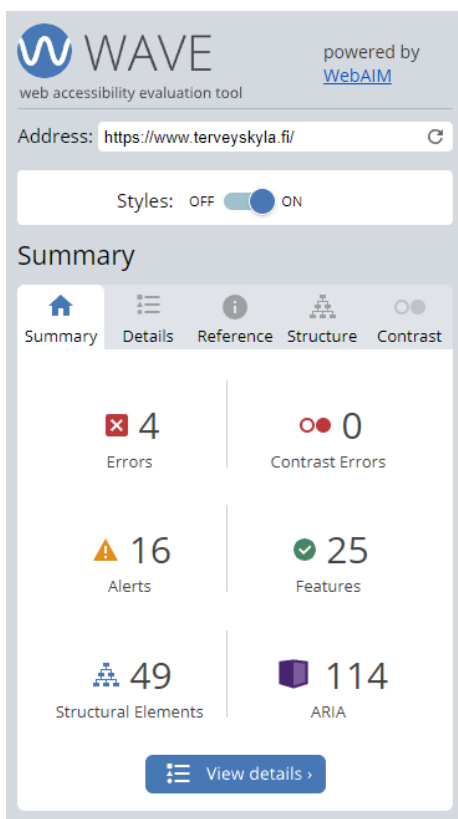 WAVE
web accessibility evaluation tool
powered by
WebAIM
Address: https://www.terveyskyla.fi/
Styles: OFF ON
Summary
Summary Details Reference Structure Contrast
4 0
Errors Contrast Errors
16 25
Alerts Features
49 114
Structural Elements ARIA
View details ›